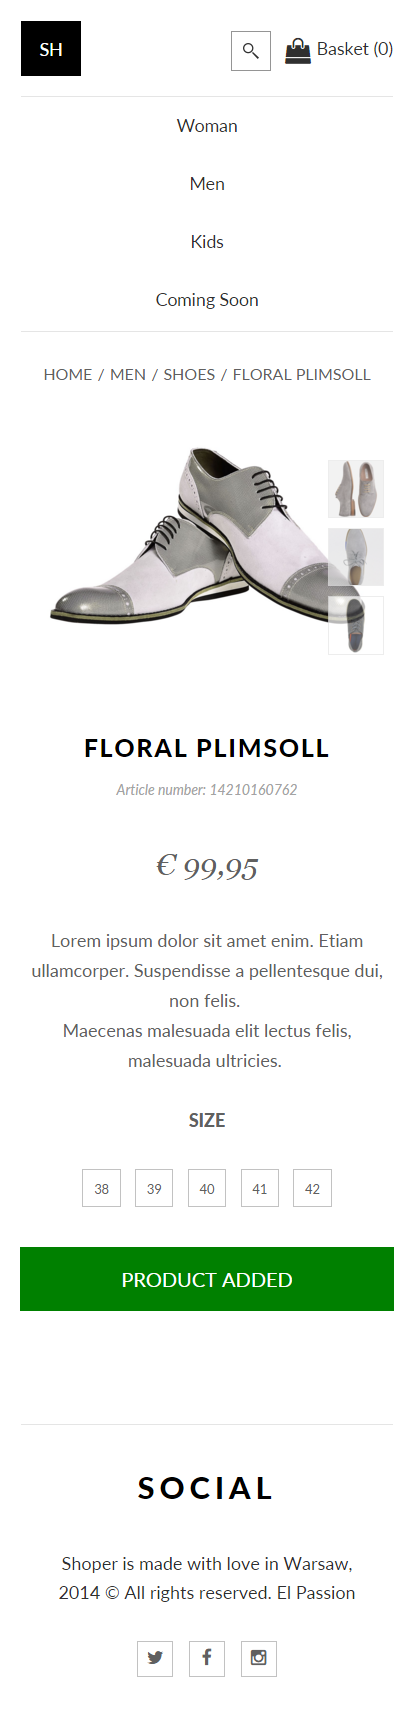 SH
Basket (0)
Woman
Men
Kids
Coming Soon
HOME / MEN / SHOES / FLORAL PLIMSOLL
FLORAL PLIMSOLL
Article number: 14210160762
€ 99,95
Lorem ipsum dolor sit amet enim. Etiam
ullamcorper. Suspendisse a pellentesque dui,
non felis.
Maecenas malesuada elit lectus felis,
malesuada ultricies.
SIZE
38 39 40 41 42
PRODUCT ADDED
SOCIAL
Shoper is made with love in Warsaw,
2014 © All rights reserved. El Passion